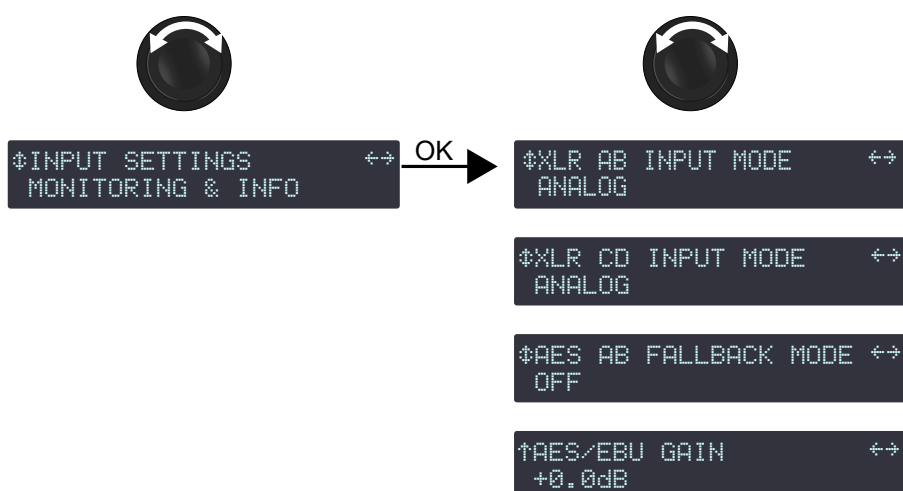 ↕INPUT SETTINGS ↔
MONITORING & INFO
OK
↕XLR AB INPUT MODE ↔
ANALOG
↕XLR CD INPUT MODE ↔
ANALOG
↕AES AB FALLBACK MODE ↔
OFF
↑AES/EBU GAIN ↔
+0.0dB